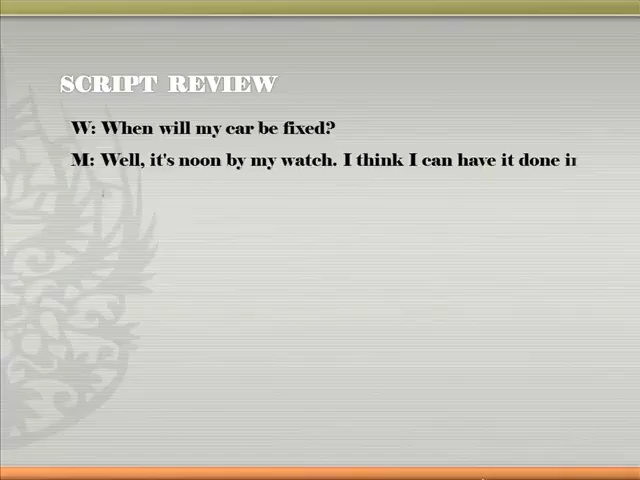 SCRIPT REVIEW
W: When will my car be fixed?
M: Well, it's noon by my watch. I think I can have it done